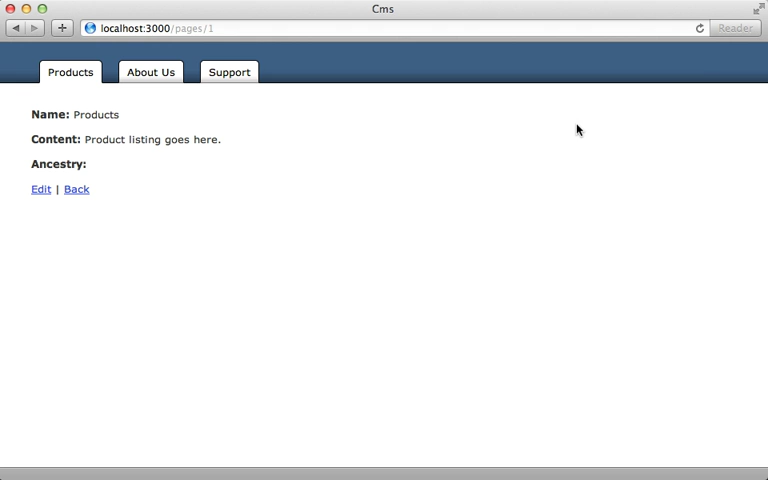 Cms
localhost:3000/pages/1
Reader
Products About Us Support
Name: Products
Content: Product listing goes here.
Ancestry:
Edit | Back